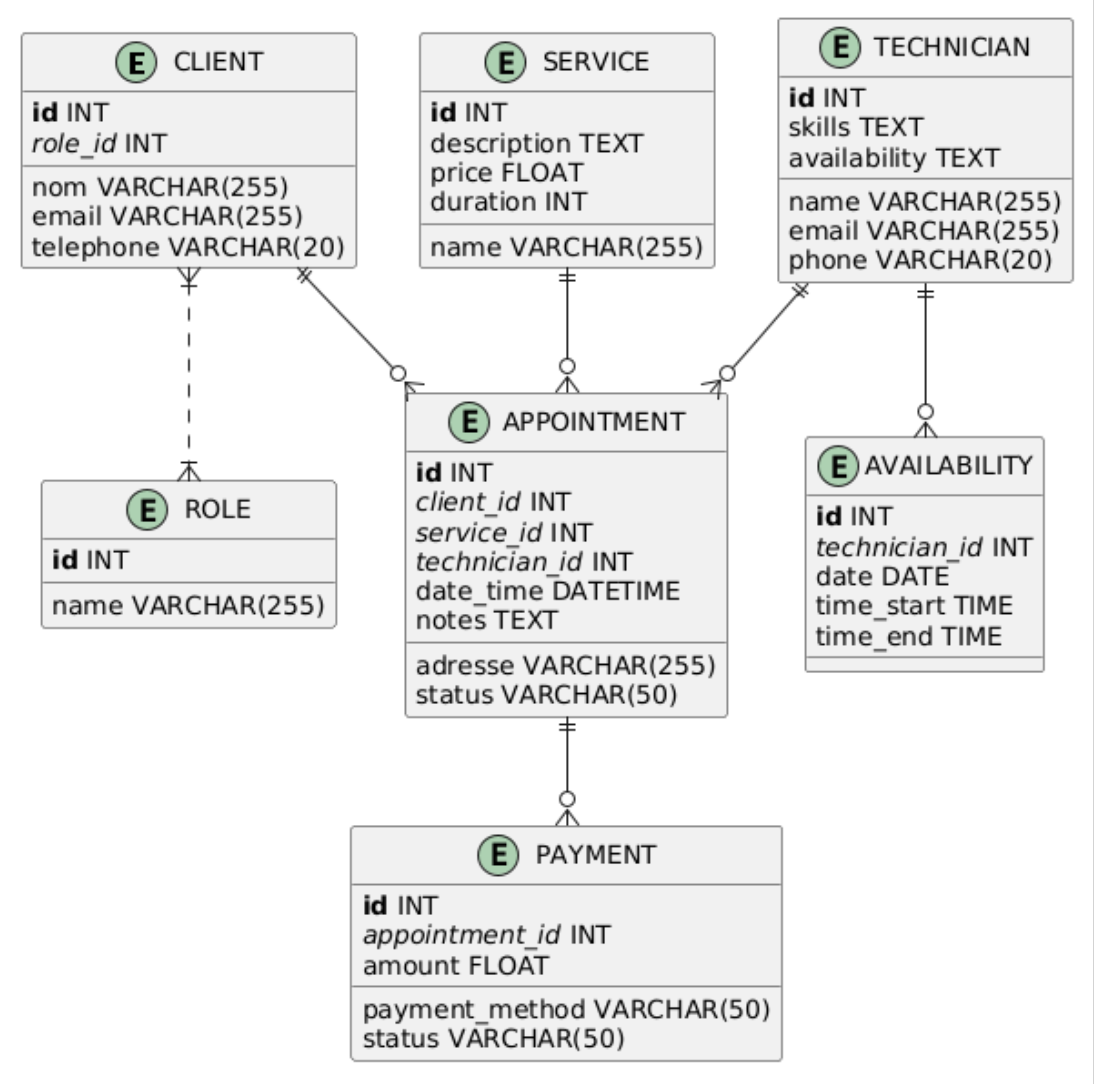 E CLIENT
id INT
role_id INT
nom VARCHAR(255)
email VARCHAR(255)
telephone VARCHAR(20)
E SERVICE
id INT
description TEXT
price FLOAT
duration INT
name VARCHAR(255)
E TECHNICIAN
id INT
skills TEXT
availability TEXT
name VARCHAR(255)
email VARCHAR(255)
phone VARCHAR(20)
E ROLE
id INT
name VARCHAR(255)
E APPOINTMENT
id INT
client_id INT
service_id INT
technician_id INT
date_time DATETIME
notes TEXT
adresse VARCHAR(255)
status VARCHAR(50)
E AVAILABILITY
id INT
technician_id INT
date DATE
time_start TIME
time_end TIME
E PAYMENT
id INT
appointment_id INT
amount FLOAT
payment_method VARCHAR(50)
status VARCHAR(50)